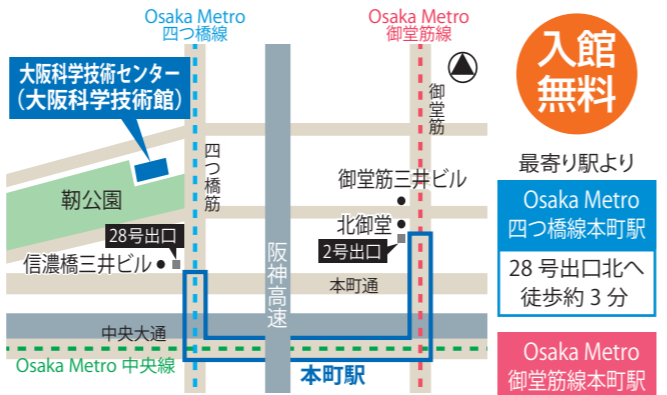 Osaka Metro
四つ橋線
Osaka Metro
御堂筋線
大阪科学技術センター
（大阪科学技術館）
御堂筋
四つ橋筋
靱公園
御堂筋三井ビル
北御堂
2号出口
28号出口
信濃橋三井ビル
阪神高速
本町通
中央大通
Osaka Metro 中央線
本町駅
入館
無料
最寄り駅より
Osaka Metro
四つ橋線本町駅
28号出口北へ
徒歩約3分
Osaka Metro
御堂筋線本町駅